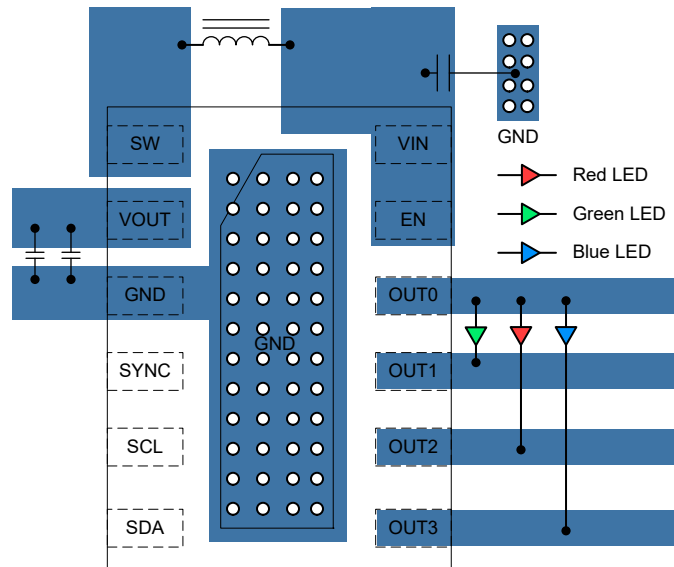 SW
VIN
GND
Red LED
VOUT
EN
Green LED
Blue LED
GND
OUT0
GND
SYNC
OUT1
SCL
OUT2
SDA
OUT3